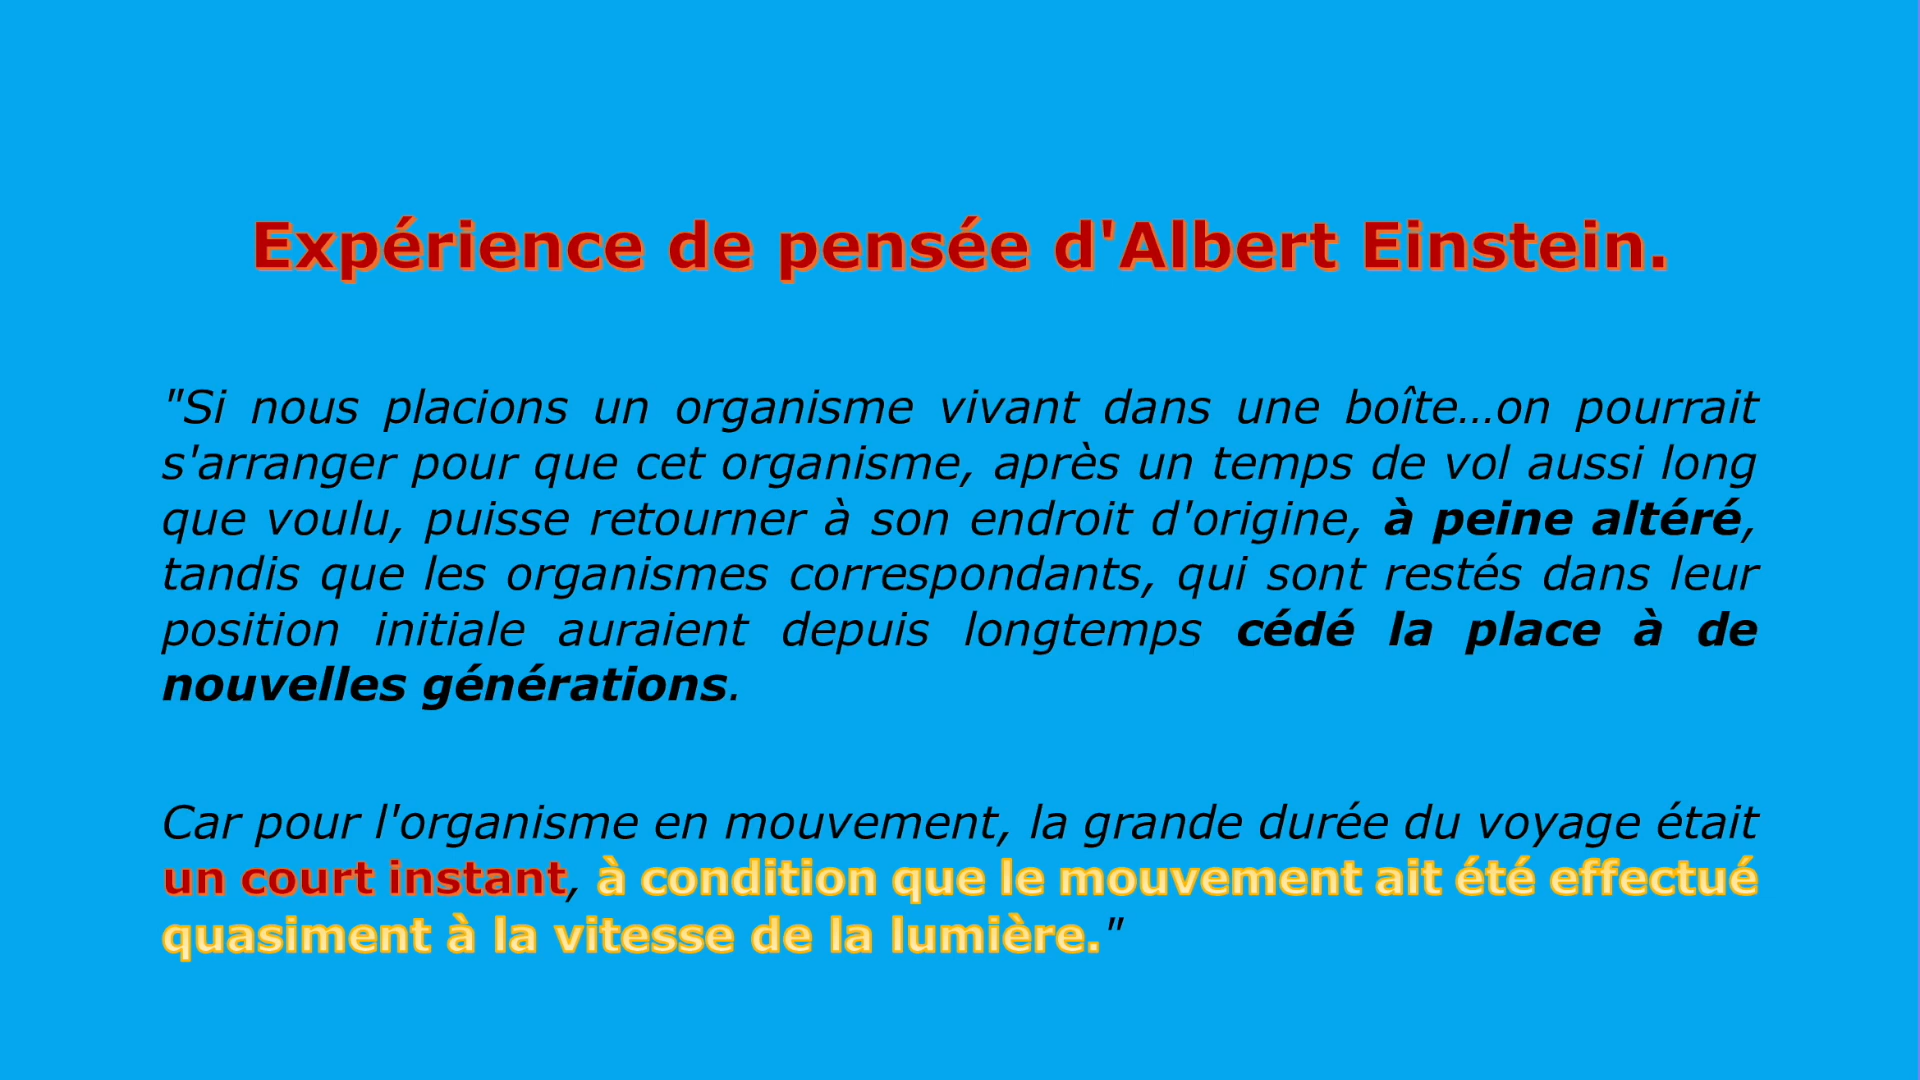 Expérience de pensée d'Albert Einstein.
"Si nous placions un organisme vivant dans une boîte...on pourrait
s'arranger pour que cet organisme, après un temps de vol aussi long
que voulu, puisse retourner à son endroit d'origine, à peine altéré,
tandis que les organismes correspondants, qui sont restés dans leur
position initiale auraient depuis longtemps cédé la place à de
nouvelles générations.
Car pour l'organisme en mouvement, la grande durée du voyage était
un court instant, à condition que le mouvement ait été effectué
quasiment à la vitesse de la lumière."